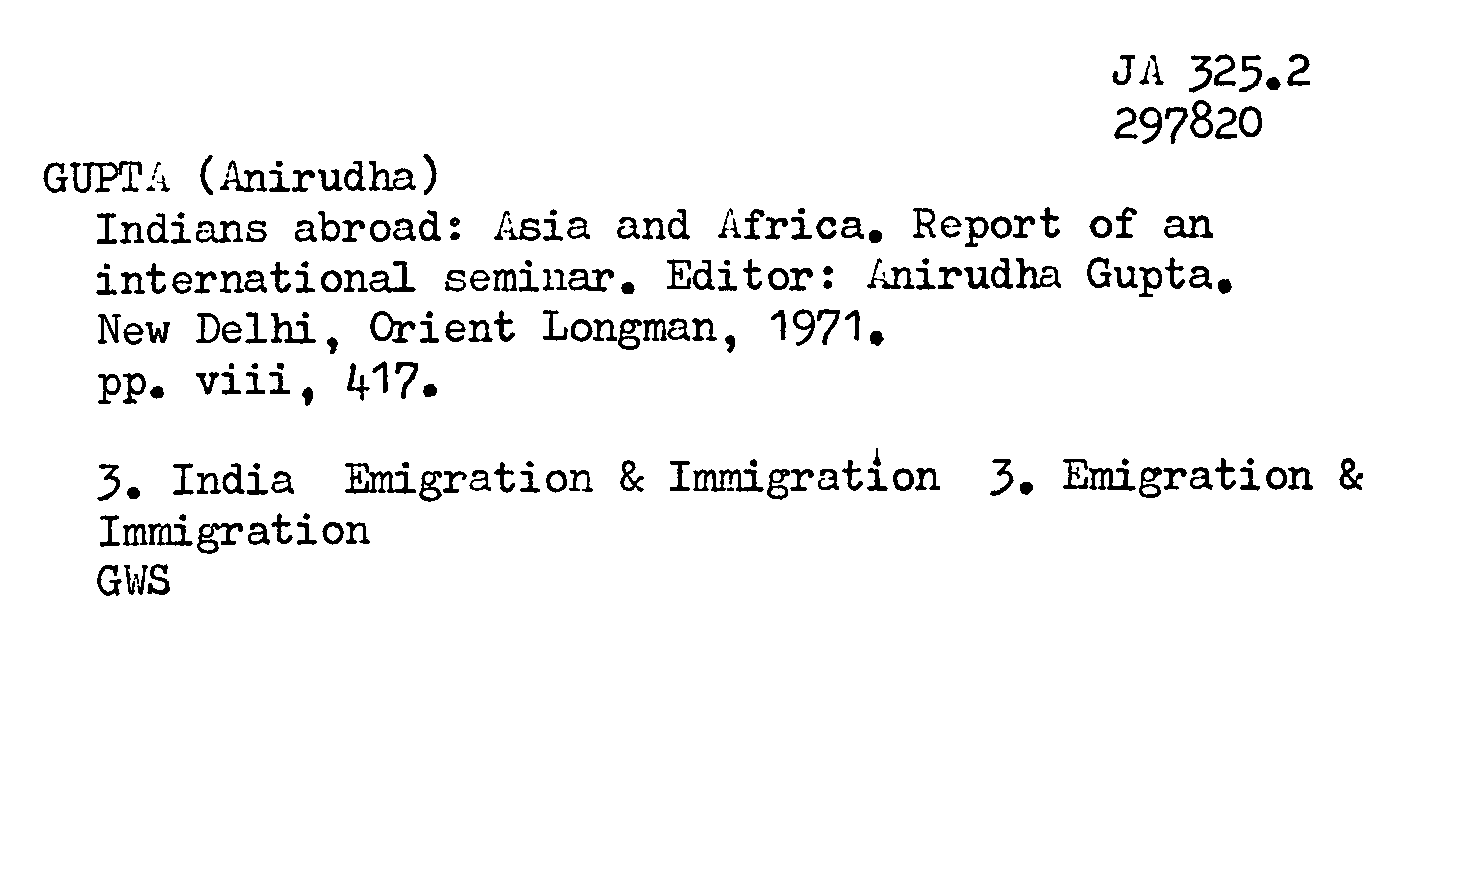 JA 325.2
297820
GUPTA (Anirudha)
Indians abroad: Asia and Africa. Report of an
international seminar. Editor: Anirudha Gupta.
New Delhi, Orient Longman, 1971.
pp. viii, 417.
3. India Emigration & Immigration 3. Emigration &
Immigration
GWS